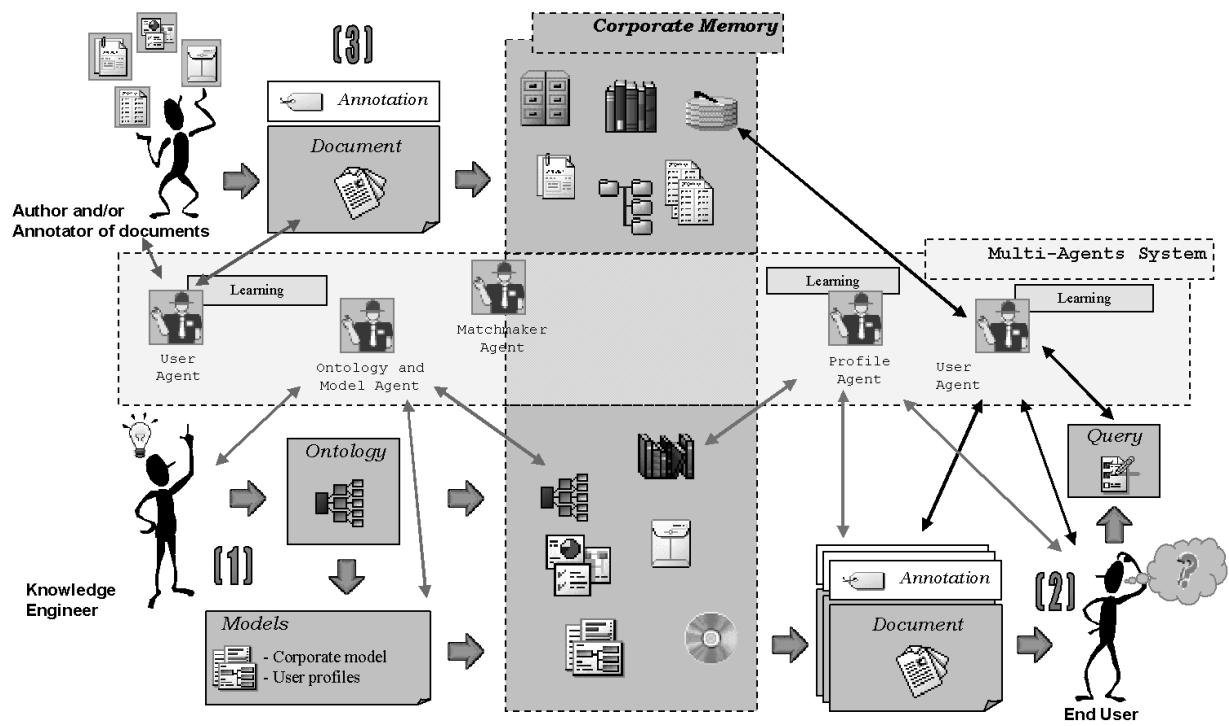 Corporate Memory
(3)
Annotation
Document
Author and/or
Annotator of documents
Multi-Agents System
Learning
Learning
Learning
User
Agent
Ontology and
Model Agent
Matchmaker
Agent
Profile
Agent
User
Agent
Ontology
Query
(1)
Knowledge
Engineer
Models
- Corporate model
- User profiles
Annotation
Document
(2)
?
End User